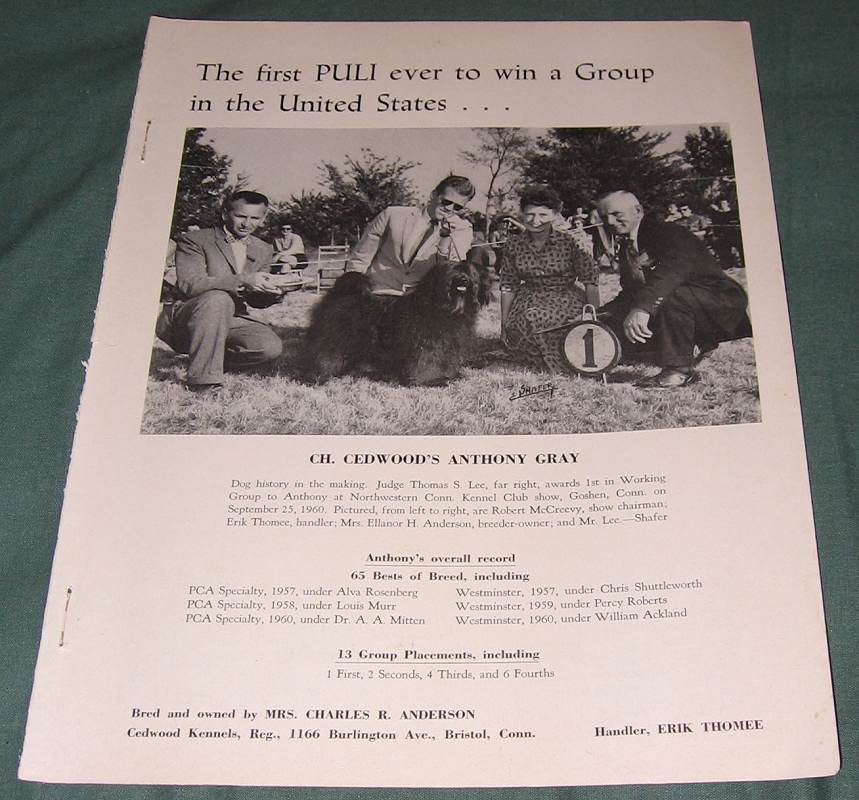 The first PULI ever to win a Group
in the United States . . .
1
SHAFER
CH. CEDWOOD'S ANTHONY GRAY
Dog history in the making. Judge Thomas S. Lee, far right, awards 1st in Working
Group to Anthony at Northwestern Conn. Kennel Club show, Goshen, Conn. on
September 25, 1960. Pictured, from left to right, are Robert McCreevy, show chairman;
Erik Thomee, handler; Mrs. Ellanor H. Anderson, breeder-owner; and Mr. Lee.—Shafer
Anthony's overall record
65 Bests of Breed, including
PCA Specialty, 1957, under Alva Rosenberg
PCA Specialty, 1958, under Louis Murr
PCA Specialty, 1960, under Dr. A. A. Mitten
Westminster, 1957, under Chris Shuttleworth
Westminster, 1959, under Percy Roberts
Westminster, 1960, under William Ackland
13 Group Placements, including
1 First, 2 Seconds, 4 Thirds, and 6 Fourths
Bred and owned by MRS. CHARLES R. ANDERSON
Cedwood Kennels, Reg., 1166 Burlington Ave., Bristol, Conn.
Handler, ERIK THOMEE